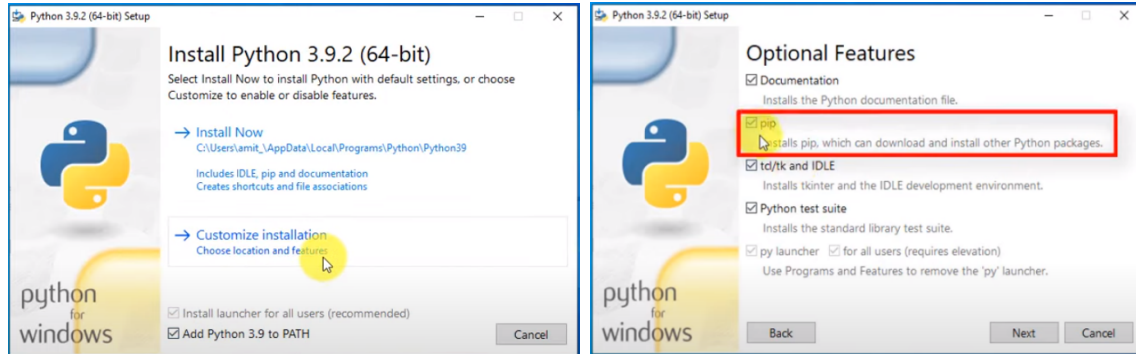 Python 3.9.2 (64-bit) Setup
Install Python 3.9.2 (64-bit)
Select Install Now to install Python with default settings, or choose
Customize to enable or disable features.
Install Now
C:\Users\amit_\AppData\Local\Programs\Python\Python39
Includes IDLE, pip and documentation
Creates shortcuts and file associations
Customize installation
Choose location and features
Install launcher for all users (recommended)
Add Python 3.9 to PATH
Cancel
python
for
windows
Python 3.9.2 (64-bit) Setup
Optional Features
Documentation
Installs the Python documentation file.
pip
Installs pip, which can download and install other Python packages.
td/tk and IDLE
Installs tkinter and the IDLE development environment.
Python test suite
Installs the standard library test suite.
py launcher for all users (requires elevation)
Use Programs and Features to remove the 'py' launcher.
python
for
windows
Back
Next
Cancel